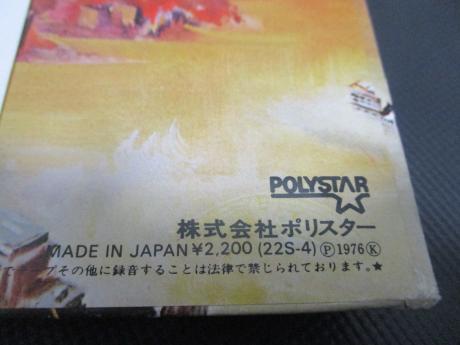 POLYSTAR
株式会社ポリスター
MADE IN JAPAN ¥2,200 (22S-4) Ⓟ1976Ⓚ
テープその他に録音することは法律で禁じられております。★